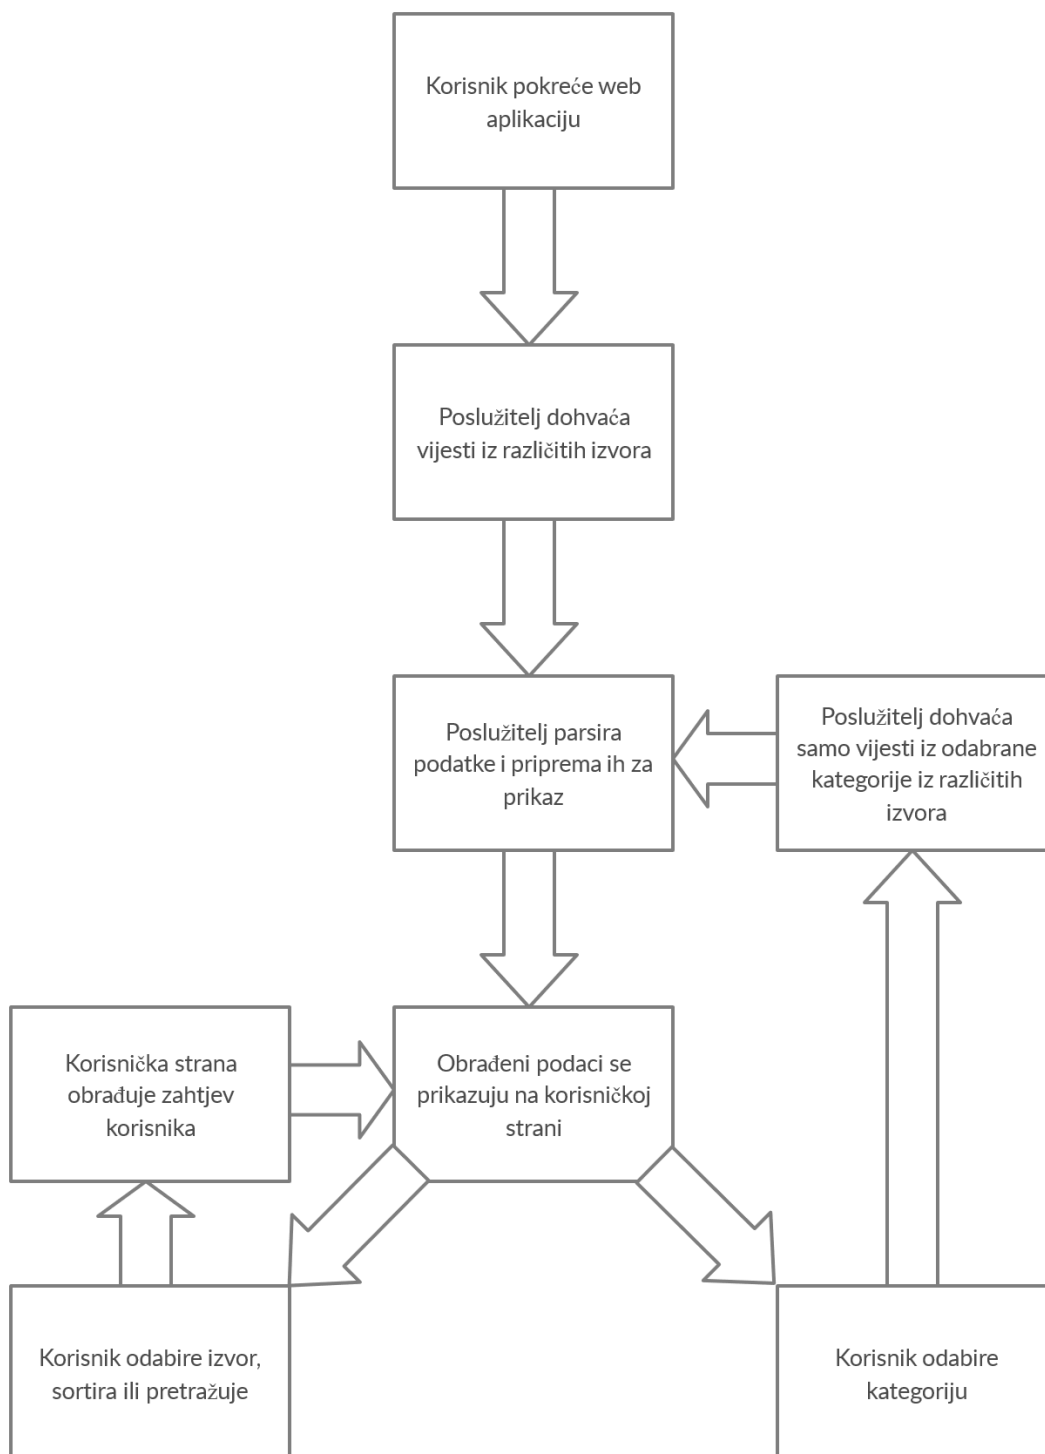 Korisnik pokreće web
aplikaciju
Poslužitelj dohvaća
vijesti iz različitih izvora
Poslužitelj parsira
podatke i priprema ih za
prikaz
Poslužitelj dohvaća
samo vijesti iz odabrane
kategorije iz različitih
izvora
Korisnička strana
obrađuje zahtjev
korisnika
Obrađeni podaci se
prikazuju na korisničkoj
strani
Korisnik odabire izvor,
sortira ili pretražuje
Korisnik odabire
kategoriju